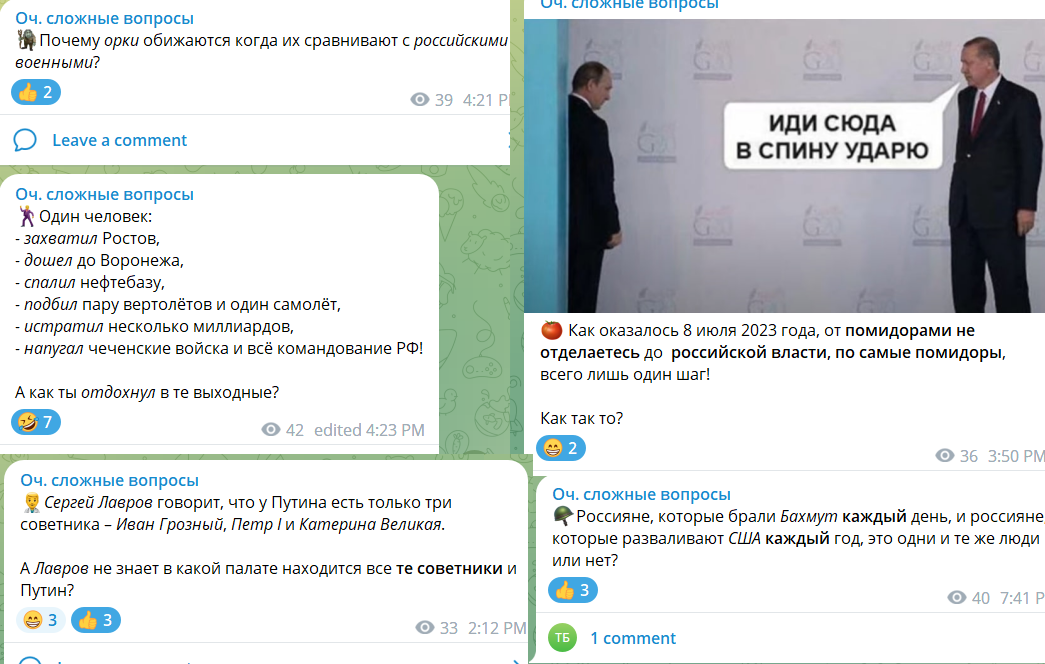 Оч. сложные вопросы
Почему орки обижаются когда их сравнивают с российскими
военными?
2
39 4:21 P
Leave a comment
Оч. сложные вопросы
Один человек:
- захватил Ростов,
- дошел до Воронежа,
- спалил нефтебазу,
- подбил пару вертолётов и один самолёт,
- истратил несколько миллиардов,
- напугал чеченские войска и всё командование РФ!
А как ты отдохнул в те выходные?
7
42 edited 4:23 PM
Оч. сложные вопросы
Сергей Лавров говорит, что у Путина есть только три
советника – Иван Грозный, Петр I и Катерина Великая.
А Лавров не знает в какой палате находится все те советники и
Путин?
3 3
33 2:12 PM
Оч. сложные вопросы
G20
ИДИ СЮДА
В СПИНУ УДАРЮ
G20
G20
Как оказалось 8 июля 2023 года, от помидорами не
отделаетесь до российской власти, по самые помидоры,
всего лишь один шаг!
Как так то?
2
36 3:50 PM
Оч. сложные вопросы
Россияне, которые брали Бахмут каждый день, и россияне,
которые разваливают США каждый год, это одни и те же люди
или нет?
3
40 7:41 P
ТБ 1 comment